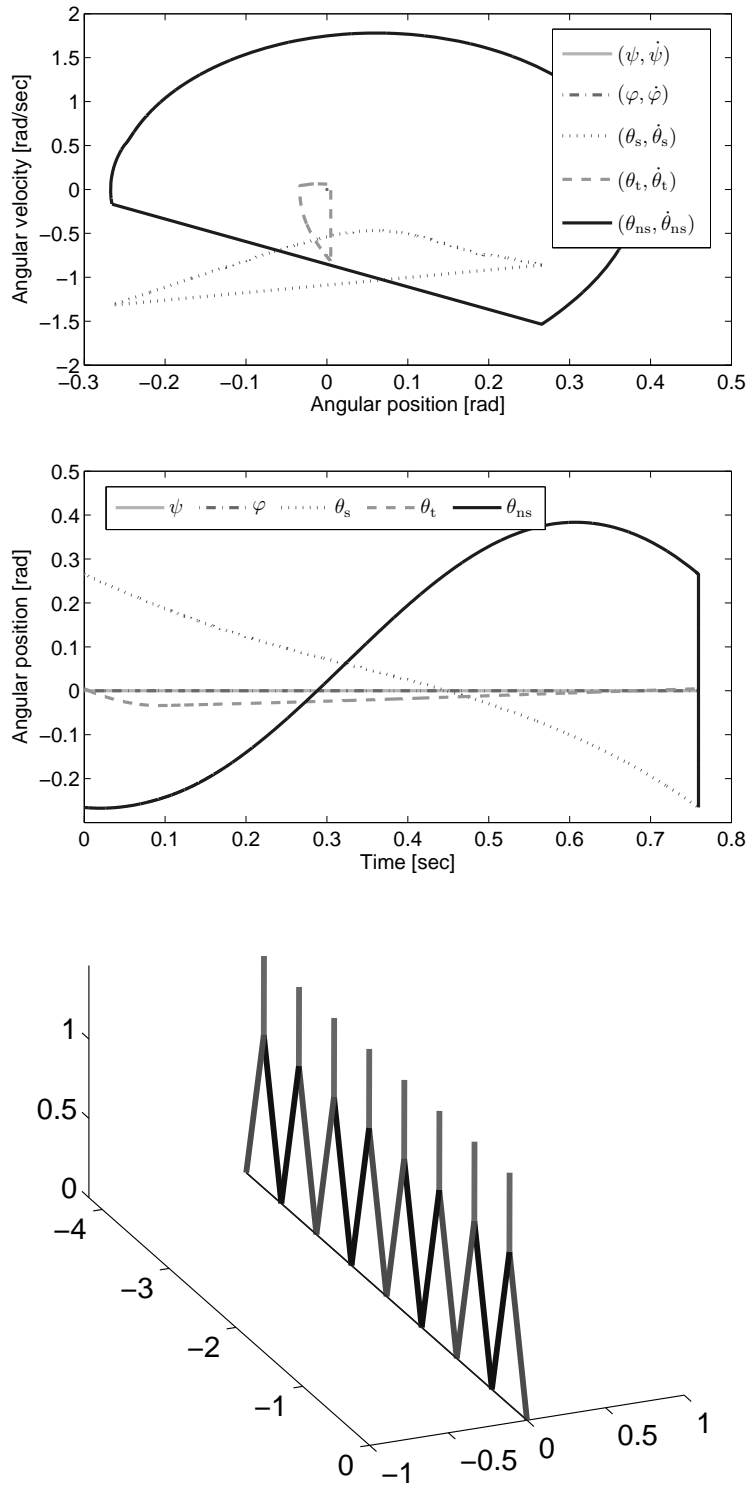 2
1.5
1
0.5
0
−0.5
−1
−1.5
−2
Angular velocity [rad/sec]
(ψ, ψ̇)
(φ, φ̇)
(θs, θ̇s)
(θt, θ̇t)
(θns, θ̇ns)
−0.3 −0.2 −0.1 0 0.1 0.2 0.3 0.4 0.5
Angular position [rad]
0.5
0.4
0.3
0.2
0.1
0
−0.1
−0.2
Angular position [rad]
ψ φ θs θt θns
0 0.1 0.2 0.3 0.4 0.5 0.6 0.7 0.8
Time [sec]
1
0.5
0
−4
−3
−2
−1
0
−1
−0.5
0
0.5
1